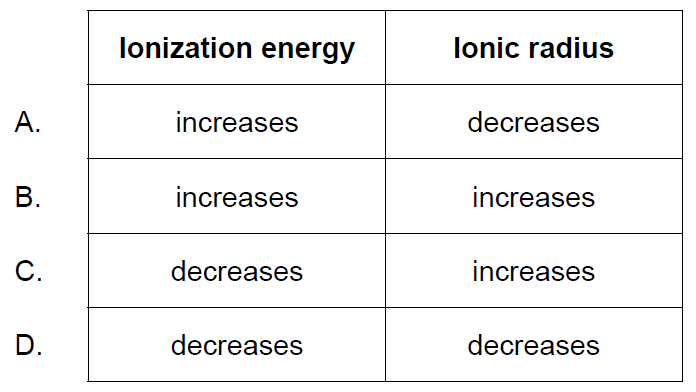 Ionization energy Ionic radius
A. increases decreases
B. increases increases
C. decreases increases
D. decreases decreases